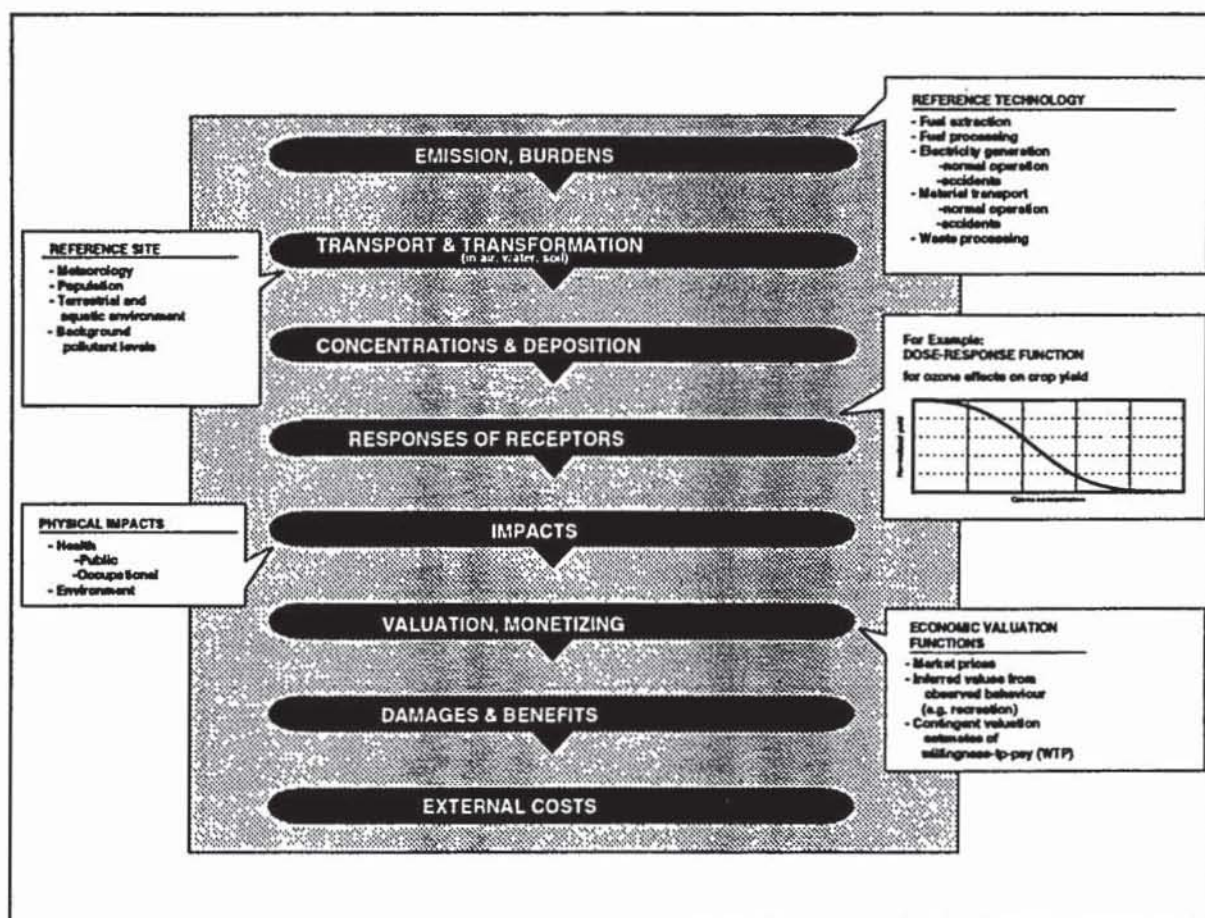 EMISSION, BURDENS
TRANSPORT & TRANSFORMATION
(in air, water, soil)
CONCENTRATIONS & DEPOSITION
RESPONSES OF RECEPTORS
IMPACTS
VALUATION, MONETIZING
DAMAGES & BENEFITS
EXTERNAL COSTS
REFERENCE TECHNOLOGY
- Fuel extraction
- Fuel processing
- Electricity generation
-normal operation
-accidents
- Material transport
-normal operation
-accidents
- Waste processing
REFERENCE SITE
- Meteorology
- Population
- Terrestrial and
aquatic environment
- Background
pollutant levels
For Example:
DOSE-RESPONSE FUNCTION
for ozone effects on crop yield
Ozone concentration
PHYSICAL IMPACTS
- Health
-Public
-Occupational
- Environment
ECONOMIC VALUATION
FUNCTIONS
- Market prices
- Inferred values from
observed behaviour
(e.g. recreation)
- Contingent valuation
estimates of
willingness-to-pay (WTP)